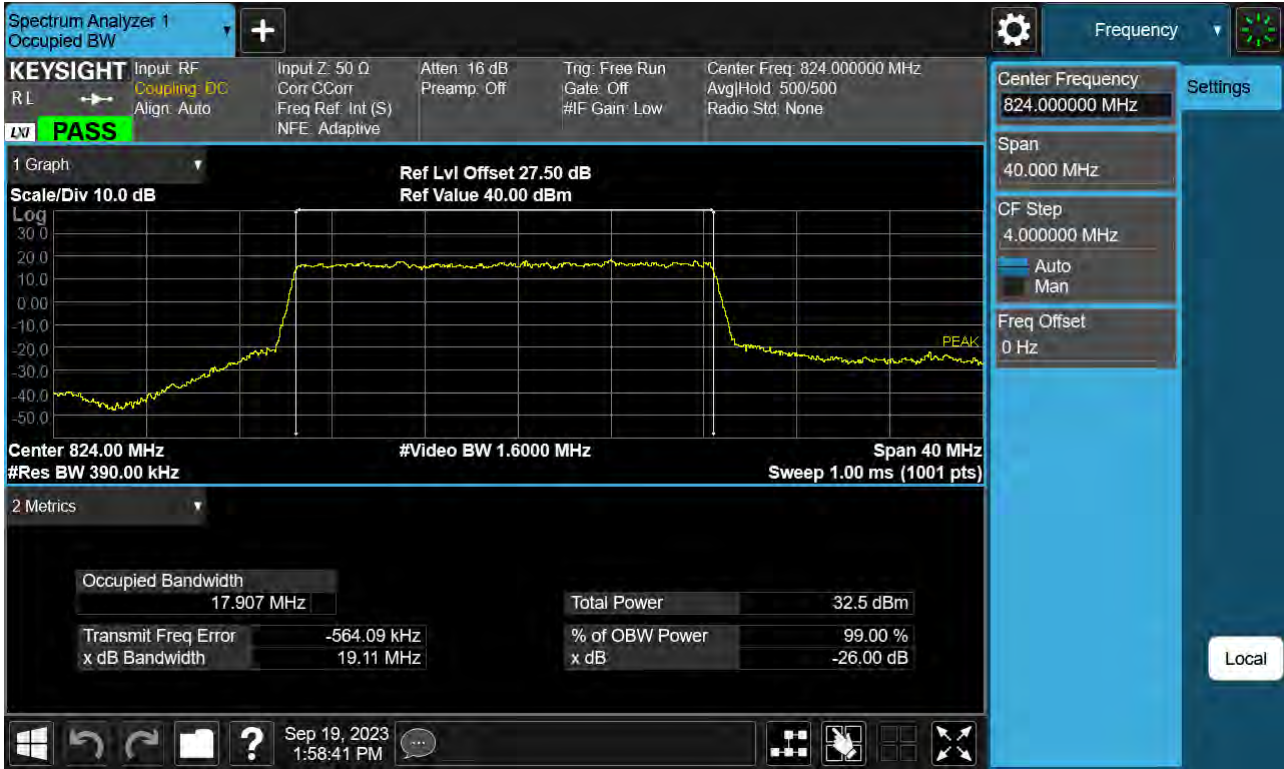 Spectrum Analyzer 1
Occupied BW
+
Frequency
KEYSIGHT
RL
LXI
PASS
Input: RF
Coupling: DC
Align: Auto
Input Z: 50 Ω
Corr CCorr
Freq Ref: Int (S)
NFE: Adaptive
Atten: 16 dB
Preamp: Off
Trig: Free Run
Gate: Off
#IF Gain: Low
Center Freq: 824.000000 MHz
Avg|Hold: 500/500
Radio Std: None
Center Frequency
824.000000 MHz
Settings
Span
40.000 MHz
CF Step
4.000000 MHz
Auto
Man
Freq Offset
0 Hz
Local
1 Graph
Scale/Div 10.0 dB
Ref Lvl Offset 27.50 dB
Ref Value 40.00 dBm
Log
30.0
20.0
10.0
0.00
-10.0
-20.0
-30.0
-40.0
-50.0
PEAK
Center 824.00 MHz
#Video BW 1.6000 MHz
Span 40 MHz
#Res BW 390.00 kHz
Sweep 1.00 ms (1001 pts)
2 Metrics
Occupied Bandwidth
17.907 MHz
Total Power 32.5 dBm
Transmit Freq Error -564.09 kHz
% of OBW Power 99.00 %
x dB Bandwidth 19.11 MHz
x dB -26.00 dB
?
Sep 19, 2023
1:58:41 PM